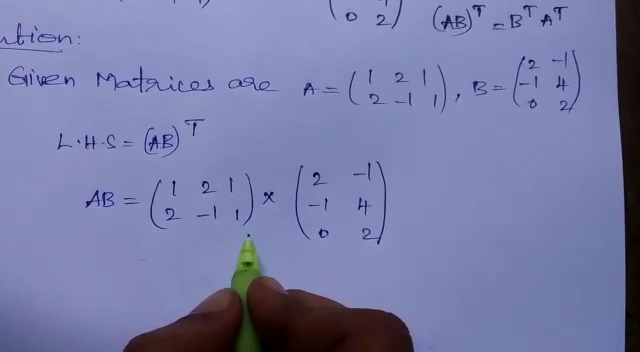 0 2 ) (AB)ᵀ = BᵀAᵀ
ution:
Given Matrices are A = ( 1 2 1 ; 2 -1 1 ), B = ( 2 -1 ; -1 4 ; 0 2 )
L.H.S = (AB)ᵀ
AB = ( 1 2 1 ; 2 -1 1 ) × ( 2 -1 ; -1 4 ; 0 2 )